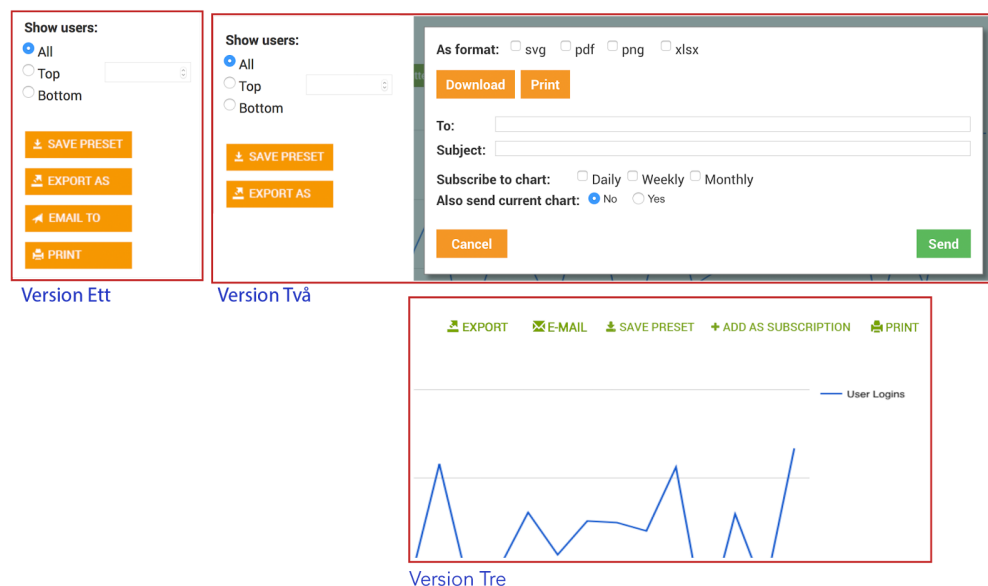 Show users:
All
Top
Bottom
SAVE PRESET
EXPORT AS
EMAIL TO
PRINT
Version Ett
Show users:
All
Top
Bottom
SAVE PRESET
EXPORT AS
As format: svg pdf png xlsx
Download Print
To:
Subject:
Subscribe to chart: Daily Weekly Monthly
Also send current chart: No Yes
Cancel Send
Version Två
EXPORT E-MAIL SAVE PRESET + ADD AS SUBSCRIPTION PRINT
User Logins
Version Tre